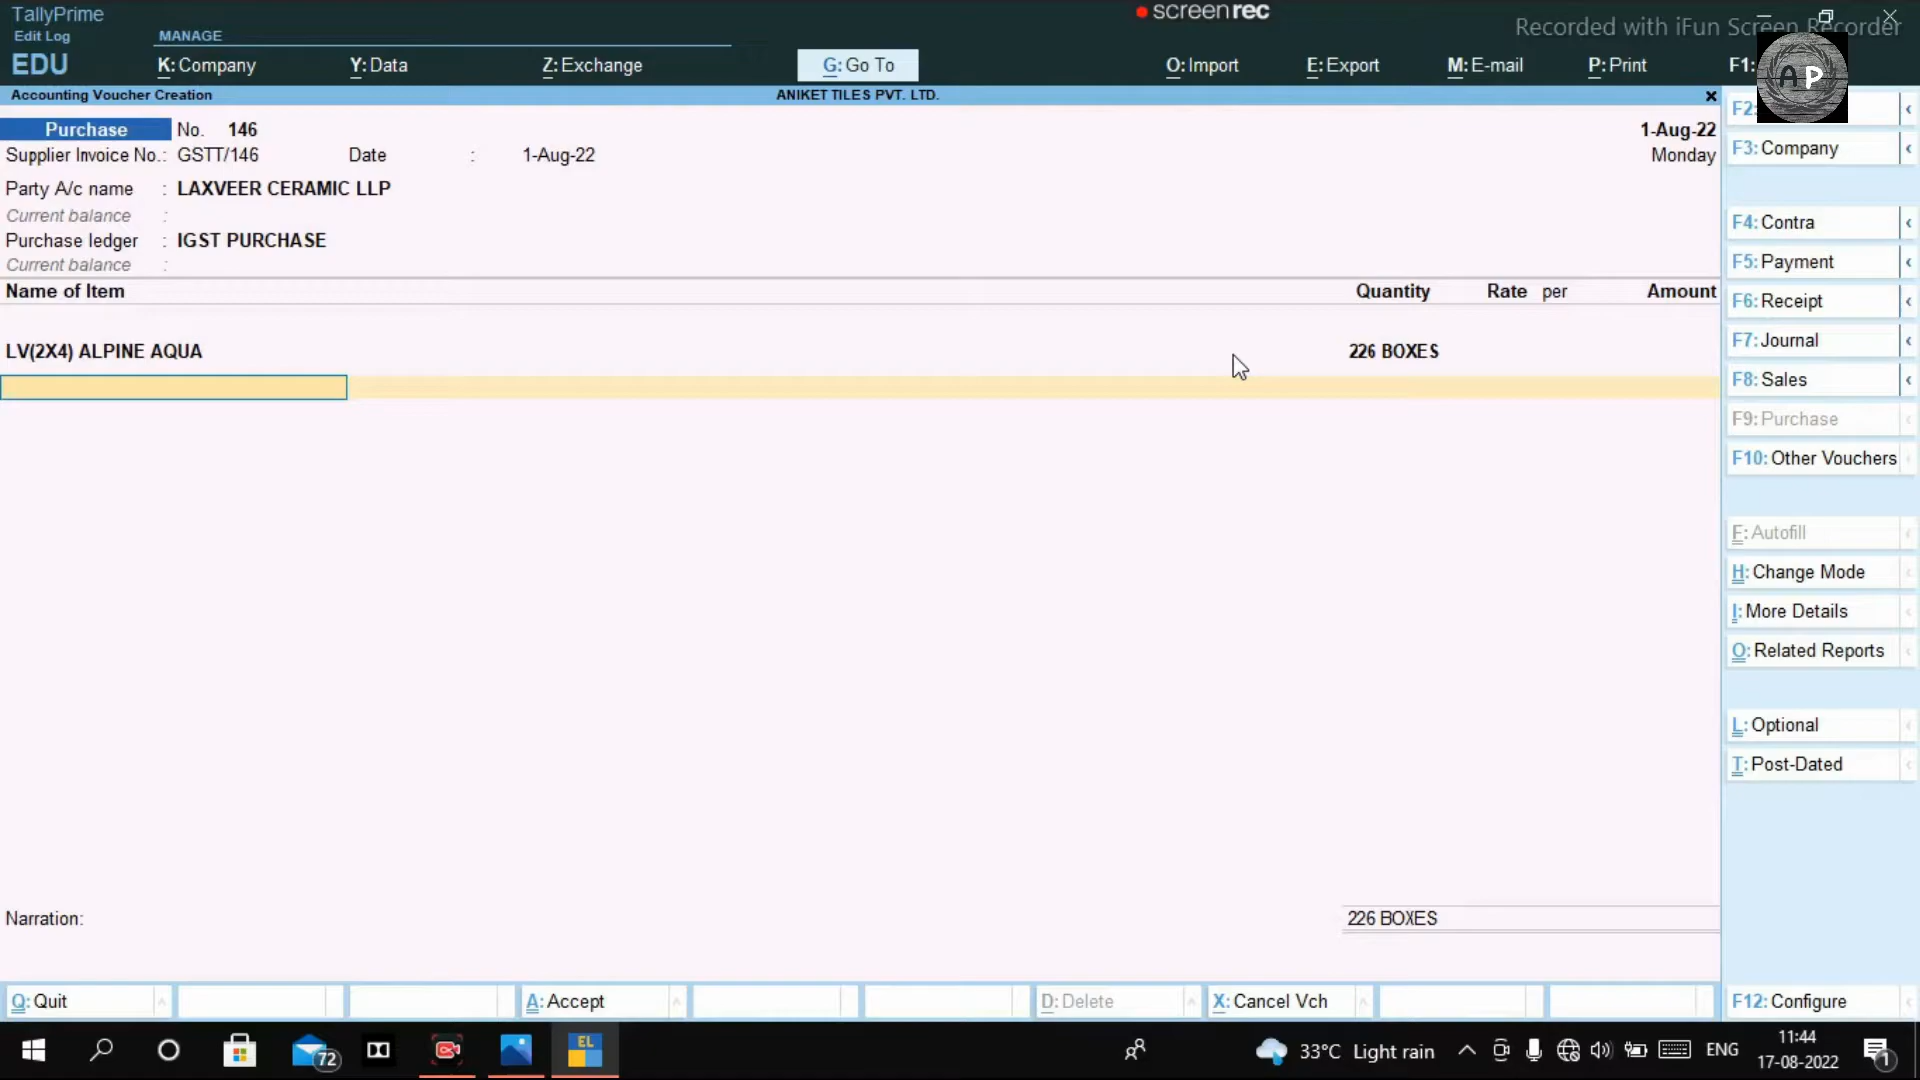 TallyPrime
Edit Log
EDU
MANAGE
K: Company
Y: Data
Z: Exchange
G: Go To
O: Import
E: Export
M: E-mail
P: Print
F1:
screenrec
Recorded with iFun Screen Recorder
AP
Accounting Voucher Creation
ANIKET TILES PVT. LTD.
Purchase No. 146
1-Aug-22
Supplier Invoice No.: GSTT/146 Date : 1-Aug-22
Monday
Party A/c name : LAXVEER CERAMIC LLP
Current balance :
Purchase ledger : IGST PURCHASE
Current balance :
Name of Item Quantity Rate per Amount
LV(2X4) ALPINE AQUA 226 BOXES
Narration:
226 BOXES
F2:
F3: Company
F4: Contra
F5: Payment
F6: Receipt
F7: Journal
F8: Sales
F9: Purchase
F10: Other Vouchers
F: Autofill
H: Change Mode
I: More Details
O: Related Reports
L: Optional
T: Post-Dated
F12: Configure
Q: Quit
A: Accept
D: Delete
X: Cancel Vch
72
EL
33°C Light rain
ENG
11:44
17-08-2022
1